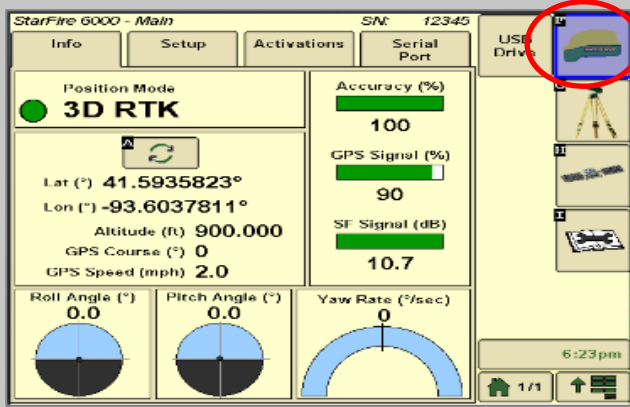 StarFire 6000 - Main SN: 12345
Info
Setup
Activations
Serial
Port
USB
Drive
Position Mode
3D RTK
A
Lat (°) 41.5935823°
Lon (°) -93.6037811°
Altitude (ft) 900.000
GPS Course (°) 0
GPS Speed (mph) 2.0
Accuracy (%)
100
GPS Signal (%)
90
SF Signal (dB)
10.7
Roll Angle (°)
0.0
Pitch Angle (°)
0.0
Yaw Rate (°/sec)
0
F
G
H
I
6:23pm
1/1